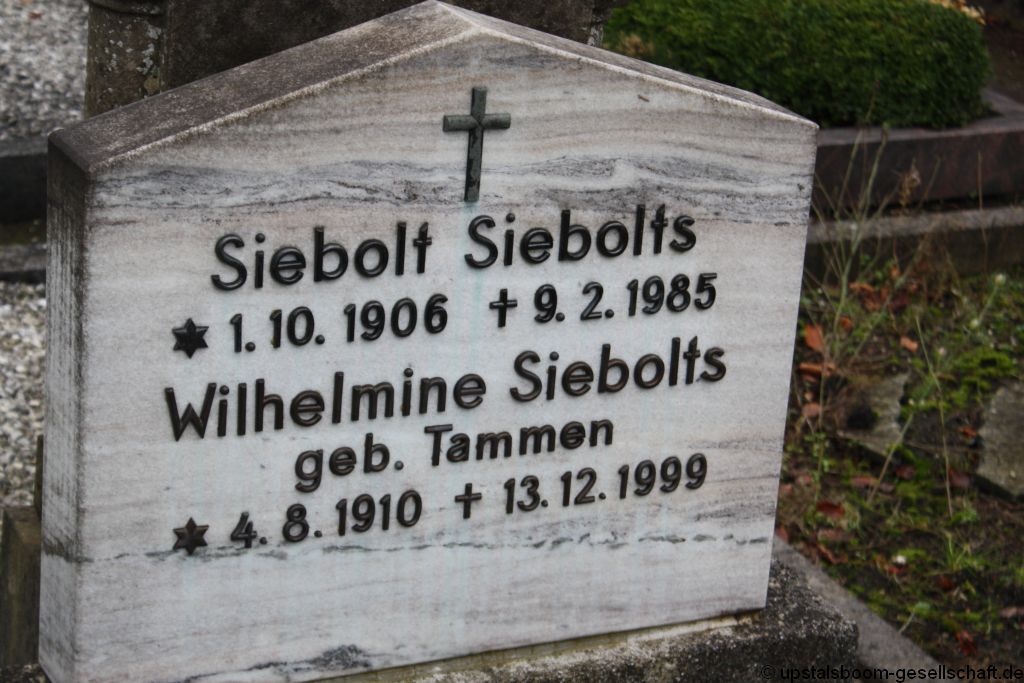 Siebolt Siebolts
* 1. 10. 1906 + 9. 2. 1985
Wilhelmine Siebolts
geb. Tammen
* 4. 8. 1910 + 13. 12. 1999
© upstalsboom-gesellschaft.de